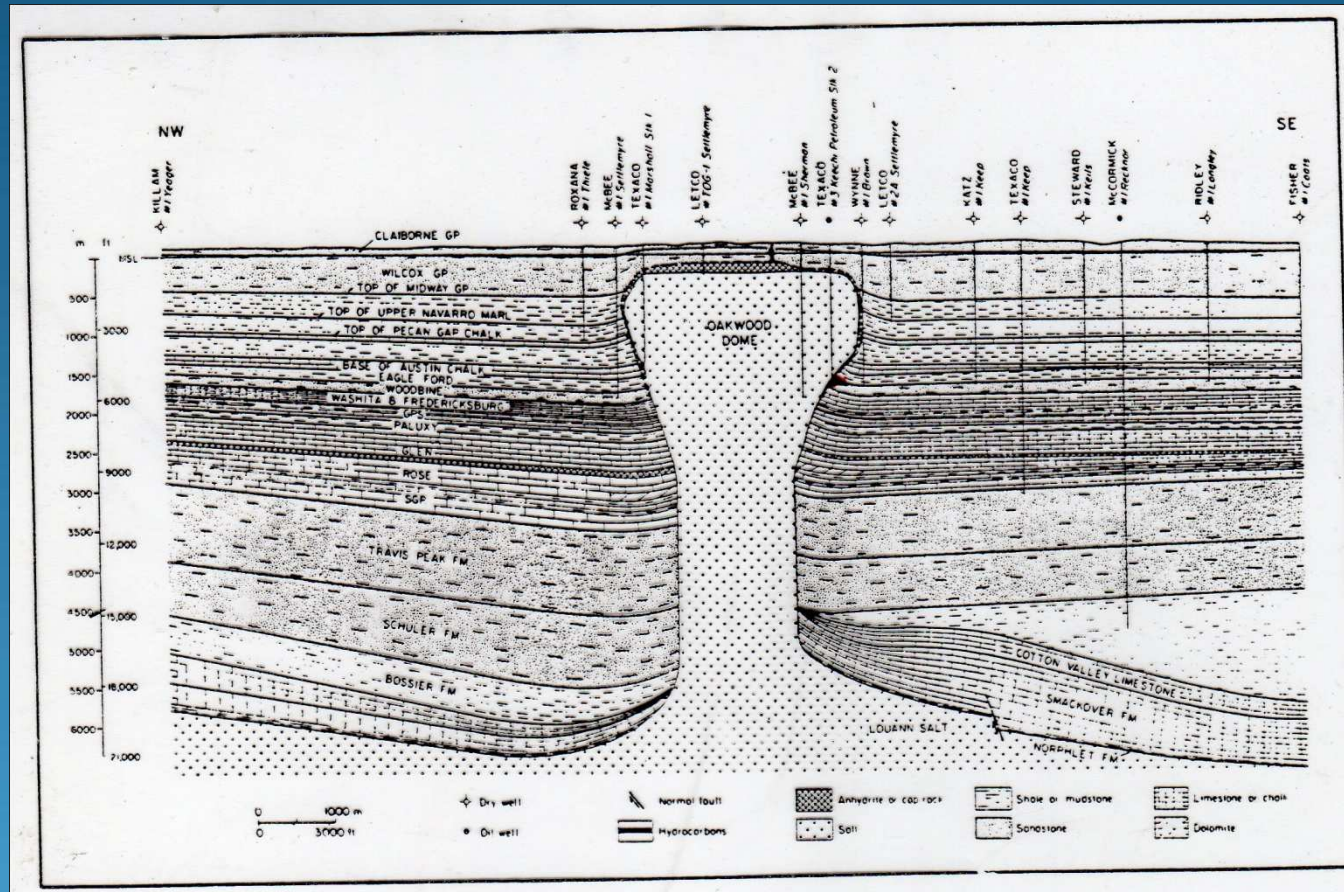 NW
SE
KILLAM
#1 Yeager
ROXANA
#1 Thiele
McBEE
#1 Settlemyre
TEXACO
#1 Marshall Stk 1
LETCO
#TOG-1 Settlemyre
McBEE
#1 Sherman
TEXACO
#3 Keechi Petroleum Stk 2
WYNNE
#1 Brown
LETCO
#2A Settlemyre
KATZ
#1 Keep
TEXACO
#1 Keep
STEWARD
#1 Keils
McCORMICK
#1 Rechnor
RIDLEY
#1 Langley
FISHER
#1 Coats
m ft
MSL
500
1000
3000
1500
2000
6000
2500
3000
9000
3500
4000
12,000
4500
15,000
5000
5500
18,000
6000
21,000
CLAIBORNE GP
WILCOX GP
TOP OF MIDWAY GP
TOP OF UPPER NAVARRO MARL
TOP OF PECAN GAP CHALK
BASE OF AUSTIN CHALK
EAGLE FORD
WOODBINE
WASHITA & FREDERICKSBURG
GPS
PALUXY
GLEN
ROSE
SGP
TRAVIS PEAK FM
SCHULER FM
BOSSIER FM
OAKWOOD
DOME
COTTON VALLEY LIMESTONE
SMACKOVER FM
LOUANN SALT
NORPHLET FM
0 1000 m
0 3000 ft
Dry well
Oil well
Normal fault
Hydrocarbons
Anhydrite or cap rock
Salt
Shale or mudstone
Sandstone
Limestone or chalk
Dolomite